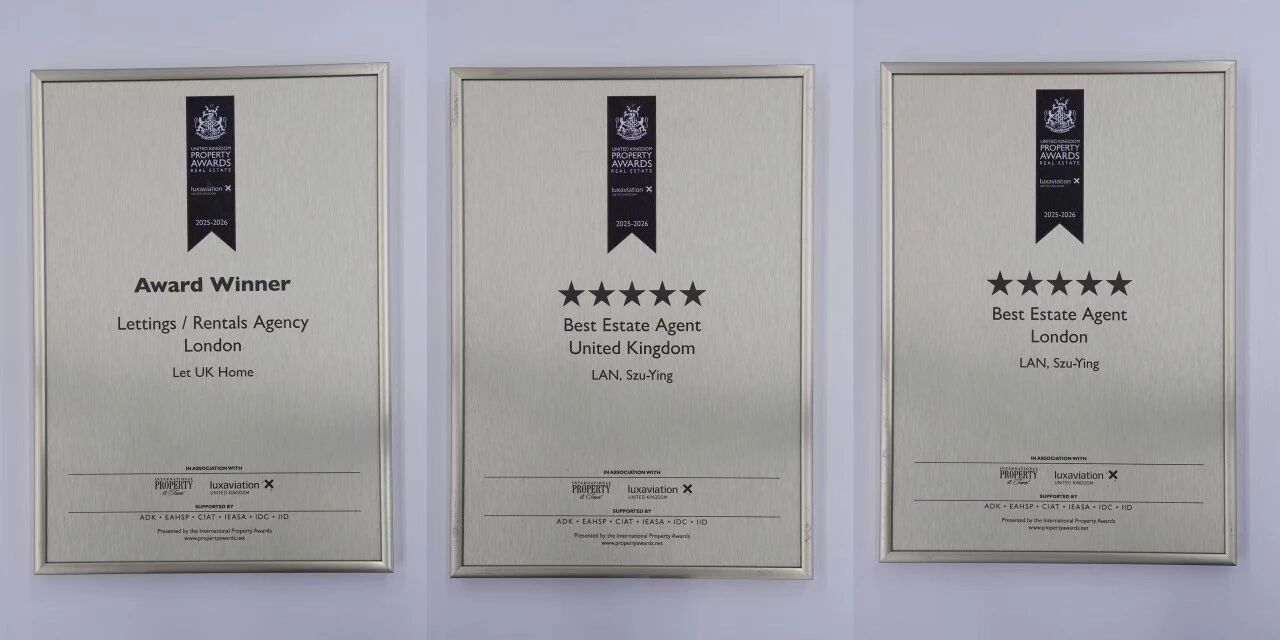 UNITED KINGDOM
PROPERTY
AWARDS
REAL ESTATE
luxaviation
UNITED KINGDOM
2025-2026
Award Winner
Lettings / Rentals Agency
London
Let UK Home
IN ASSOCIATION WITH
INTERNATIONAL
PROPERTY
& Travel
luxaviation
UNITED KINGDOM
SUPPORTED BY
ADK • EAHSP • CIAT • IEASA • IDC • IID
Presented by the International Property Awards
www.propertyawards.net
UNITED KINGDOM
PROPERTY
AWARDS
REAL ESTATE
luxaviation
UNITED KINGDOM
2025-2026
★★★★★
Best Estate Agent
United Kingdom
LAN, Szu-Ying
IN ASSOCIATION WITH
INTERNATIONAL
PROPERTY
& Travel
luxaviation
UNITED KINGDOM
SUPPORTED BY
ADK • EAHSP • CIAT • IEASA • IDC • IID
Presented by the International Property Awards
www.propertyawards.net
UNITED KINGDOM
PROPERTY
AWARDS
REAL ESTATE
luxaviation
UNITED KINGDOM
2025-2026
★★★★★
Best Estate Agent
London
LAN, Szu-Ying
IN ASSOCIATION WITH
INTERNATIONAL
PROPERTY
& Travel
luxaviation
UNITED KINGDOM
SUPPORTED BY
ADK • EAHSP • CIAT • IEASA • IDC • IID
Presented by the International Property Awards
www.propertyawards.net